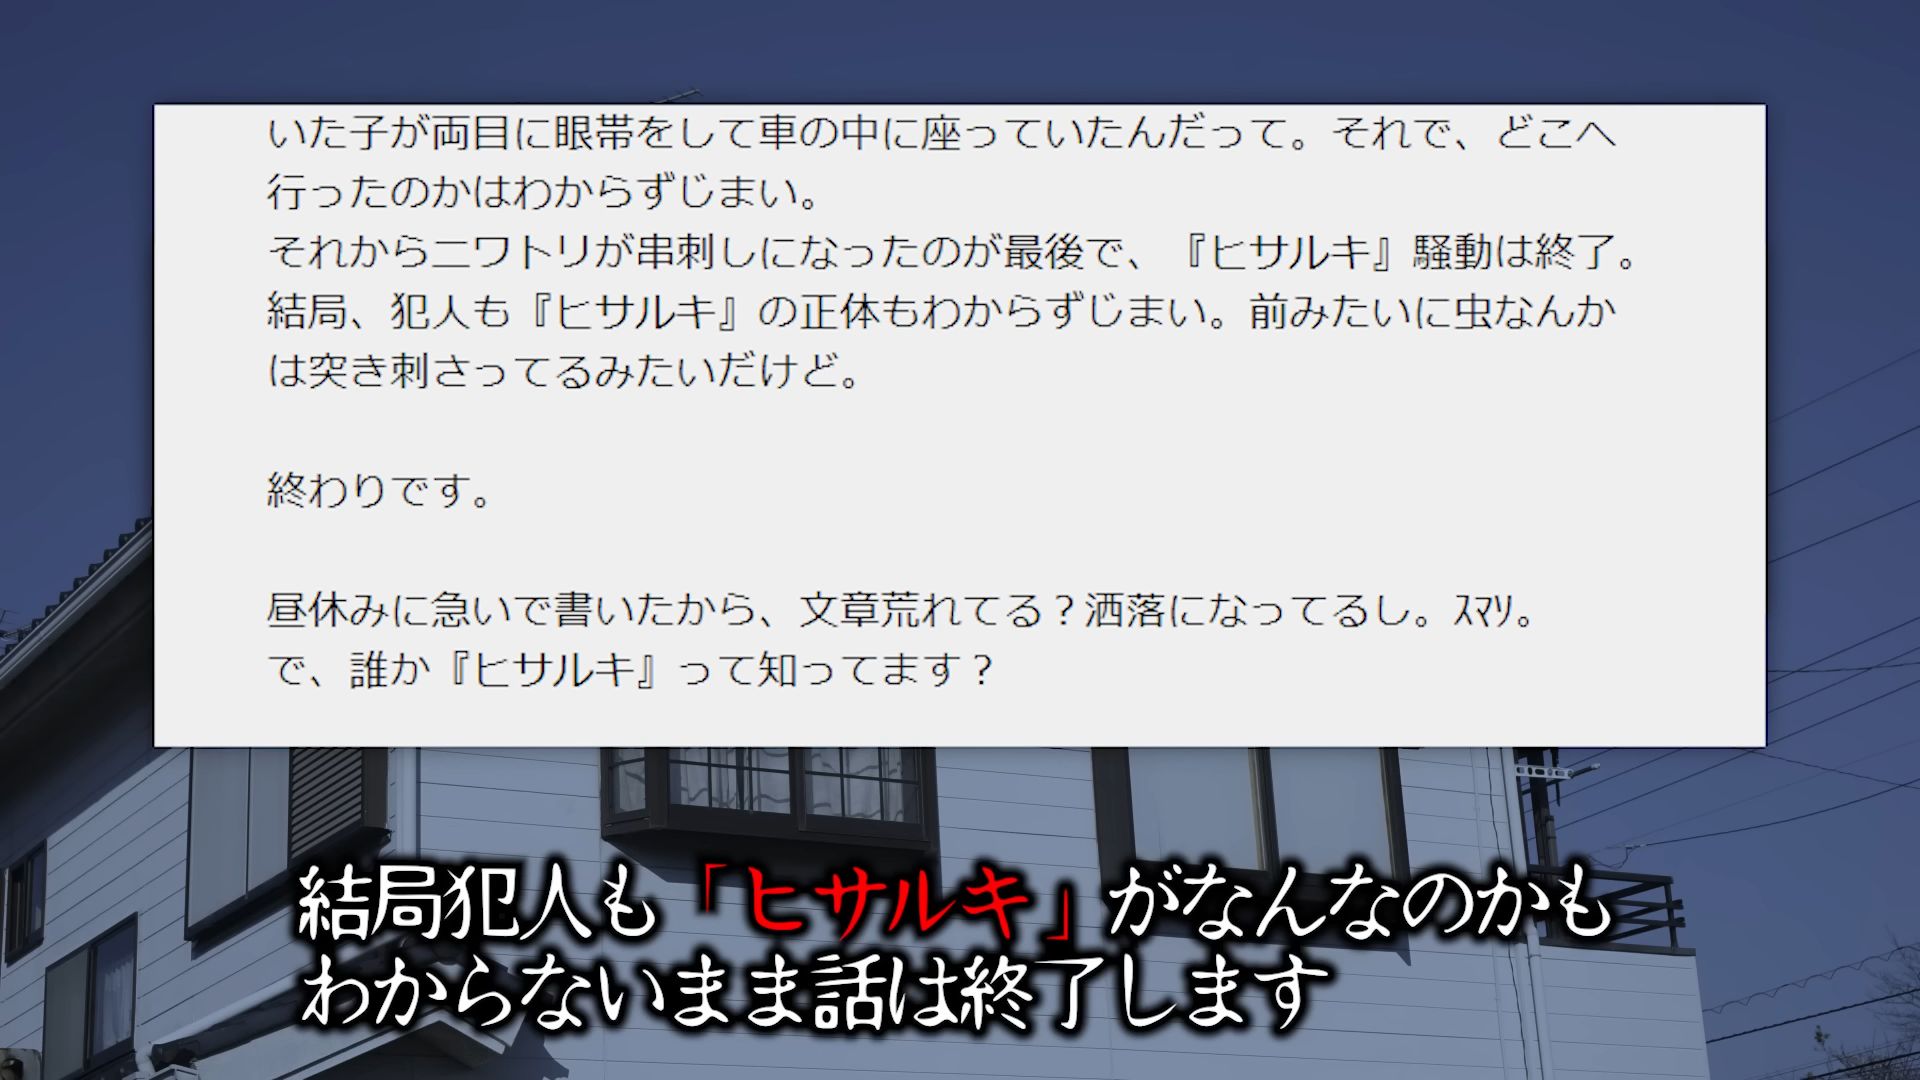 いた子が両目に眼帯をして車の中に座っていたんだって。それで、どこへ
行ったのかはわからずじまい。
それからニワトリが串刺しになったのが最後で、『ヒサルキ』騒動は終了。
結局、犯人も『ヒサルキ』の正体もわからずじまい。前みたいに虫なんか
は突き刺さってるみたいだけど。
終わりです。
昼休みに急いで書いたから、文章荒れてる？洒落になってるし。ｽﾏﾘ。
で、誰か『ヒサルキ』って知ってます？
結局犯人も「ヒサルキ」がなんなのかも
わからないまま話は終了します